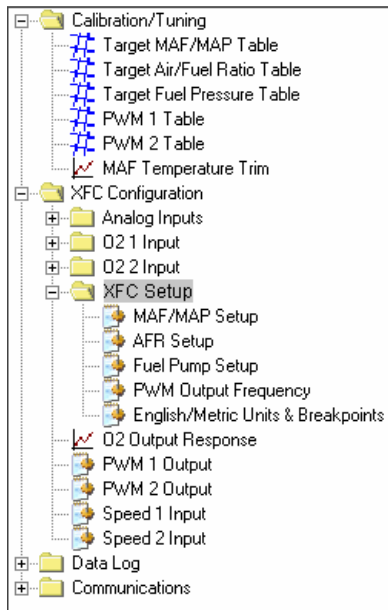 Calibration/Tuning
Target MAF/MAP Table
Target Air/Fuel Ratio Table
Target Fuel Pressure Table
PWM 1 Table
PWM 2 Table
MAF Temperature Trim
XFC Configuration
Analog Inputs
O2 1 Input
O2 2 Input
XFC Setup
MAF/MAP Setup
AFR Setup
Fuel Pump Setup
PWM Output Frequency
English/Metric Units & Breakpoints
O2 Output Response
PWM 1 Output
PWM 2 Output
Speed 1 Input
Speed 2 Input
Data Log
Communications